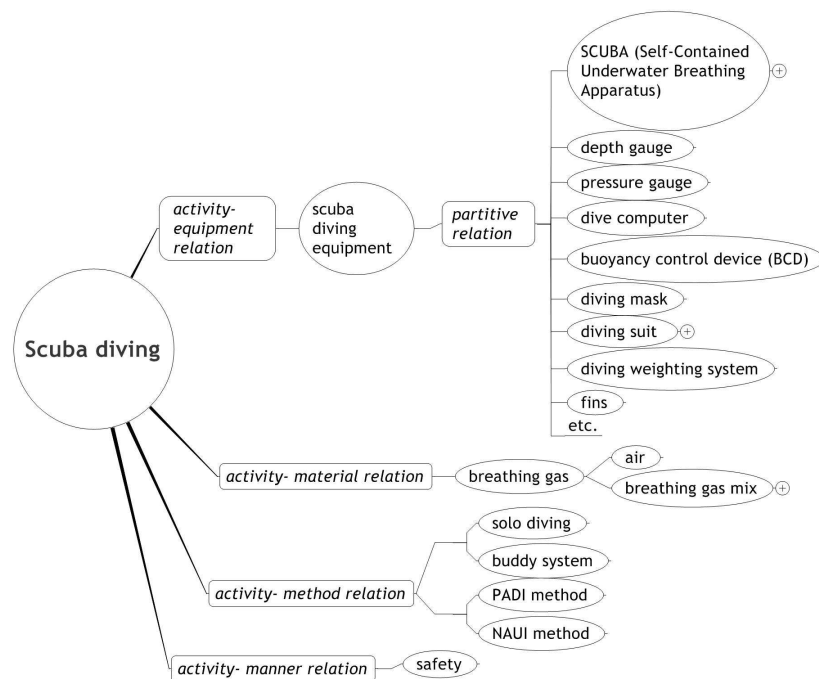 Scuba diving
activity-
equipment
relation
scuba
diving
equipment
partitive
relation
SCUBA (Self-Contained
Underwater Breathing
Apparatus)
depth gauge
pressure gauge
dive computer
buoyancy control device (BCD)
diving mask
diving suit
diving weighting system
fins
etc.
activity- material relation
breathing gas
air
breathing gas mix
activity- method relation
solo diving
buddy system
PADI method
NAUI method
activity- manner relation
safety